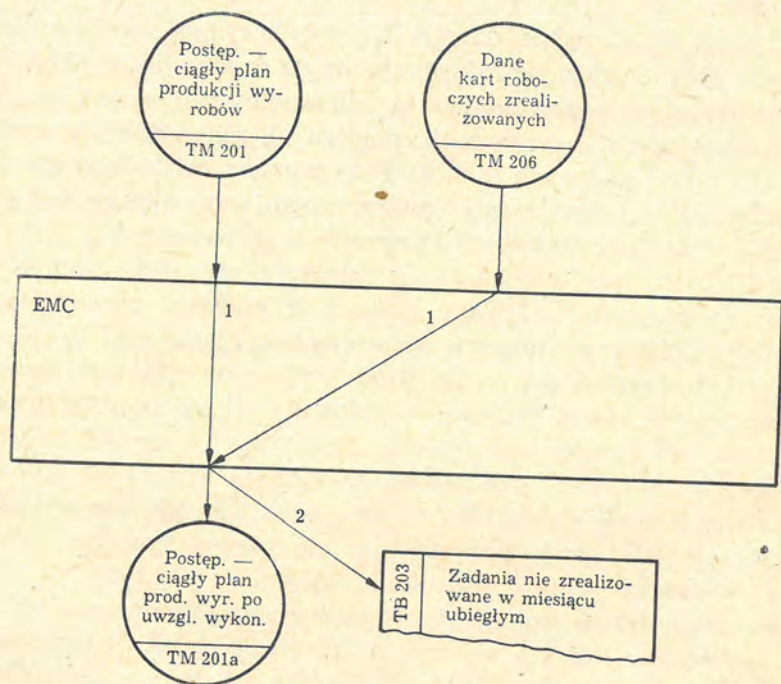 Postęp. —
ciągły plan
produkcji wy-
robów
TM 201
Dane
kart robo-
czych zreali-
zowanych
TM 206
EMC
1
1
2
Postęp. —
ciągły plan
prod. wyr. po
uwzgl. wykon.
TM 201a
TB 203
Zadania nie zrealizo-
wane w miesiącu
ubiegłym